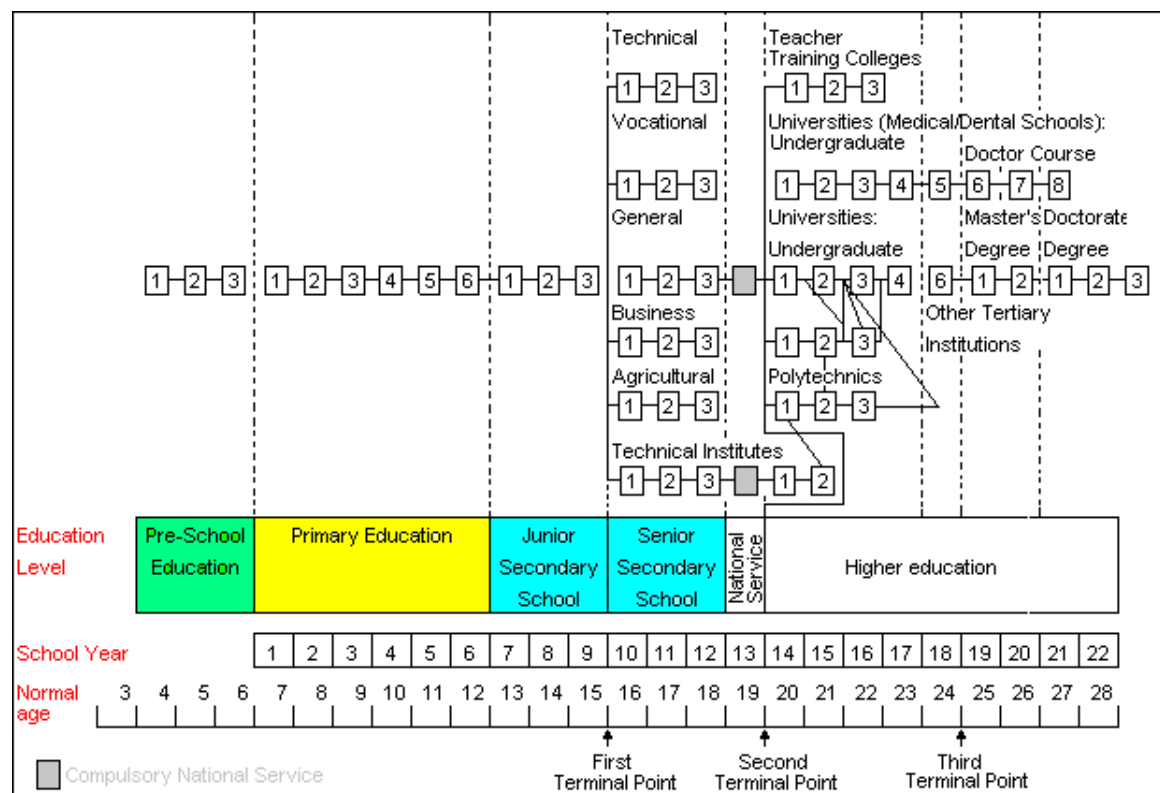 Technical Teacher
Training Colleges
1 2 3 1 2 3
Vocational Universities (Medical/Dental Schools):
Undergraduate Doctor Course
1 2 3 1 2 3 4 5 6 7 8
General Universities: Master's Doctorate
Undergraduate Degree Degree
1 2 3 1 2 3 4 5 6 1 2 3 1 2 3 1 2 3 4 6 1 2 1 2 3
Business Other Tertiary
1 2 3 1 2 3 Institutions
Agricultural Polytechnics
1 2 3 1 2 3
Technical Institutes
1 2 3 1 2
Education Pre-School Primary Education Junior Senior National Service Higher education
Level Education Secondary Secondary
School School
School Year 1 2 3 4 5 6 7 8 9 10 11 12 13 14 15 16 17 18 19 20 21 22
Normal 3 4 5 6 7 8 9 10 11 12 13 14 15 16 17 18 19 20 21 22 23 24 25 26 27 28
age
First Second Third
Terminal Point Terminal Point Terminal Point
Compulsory National Service